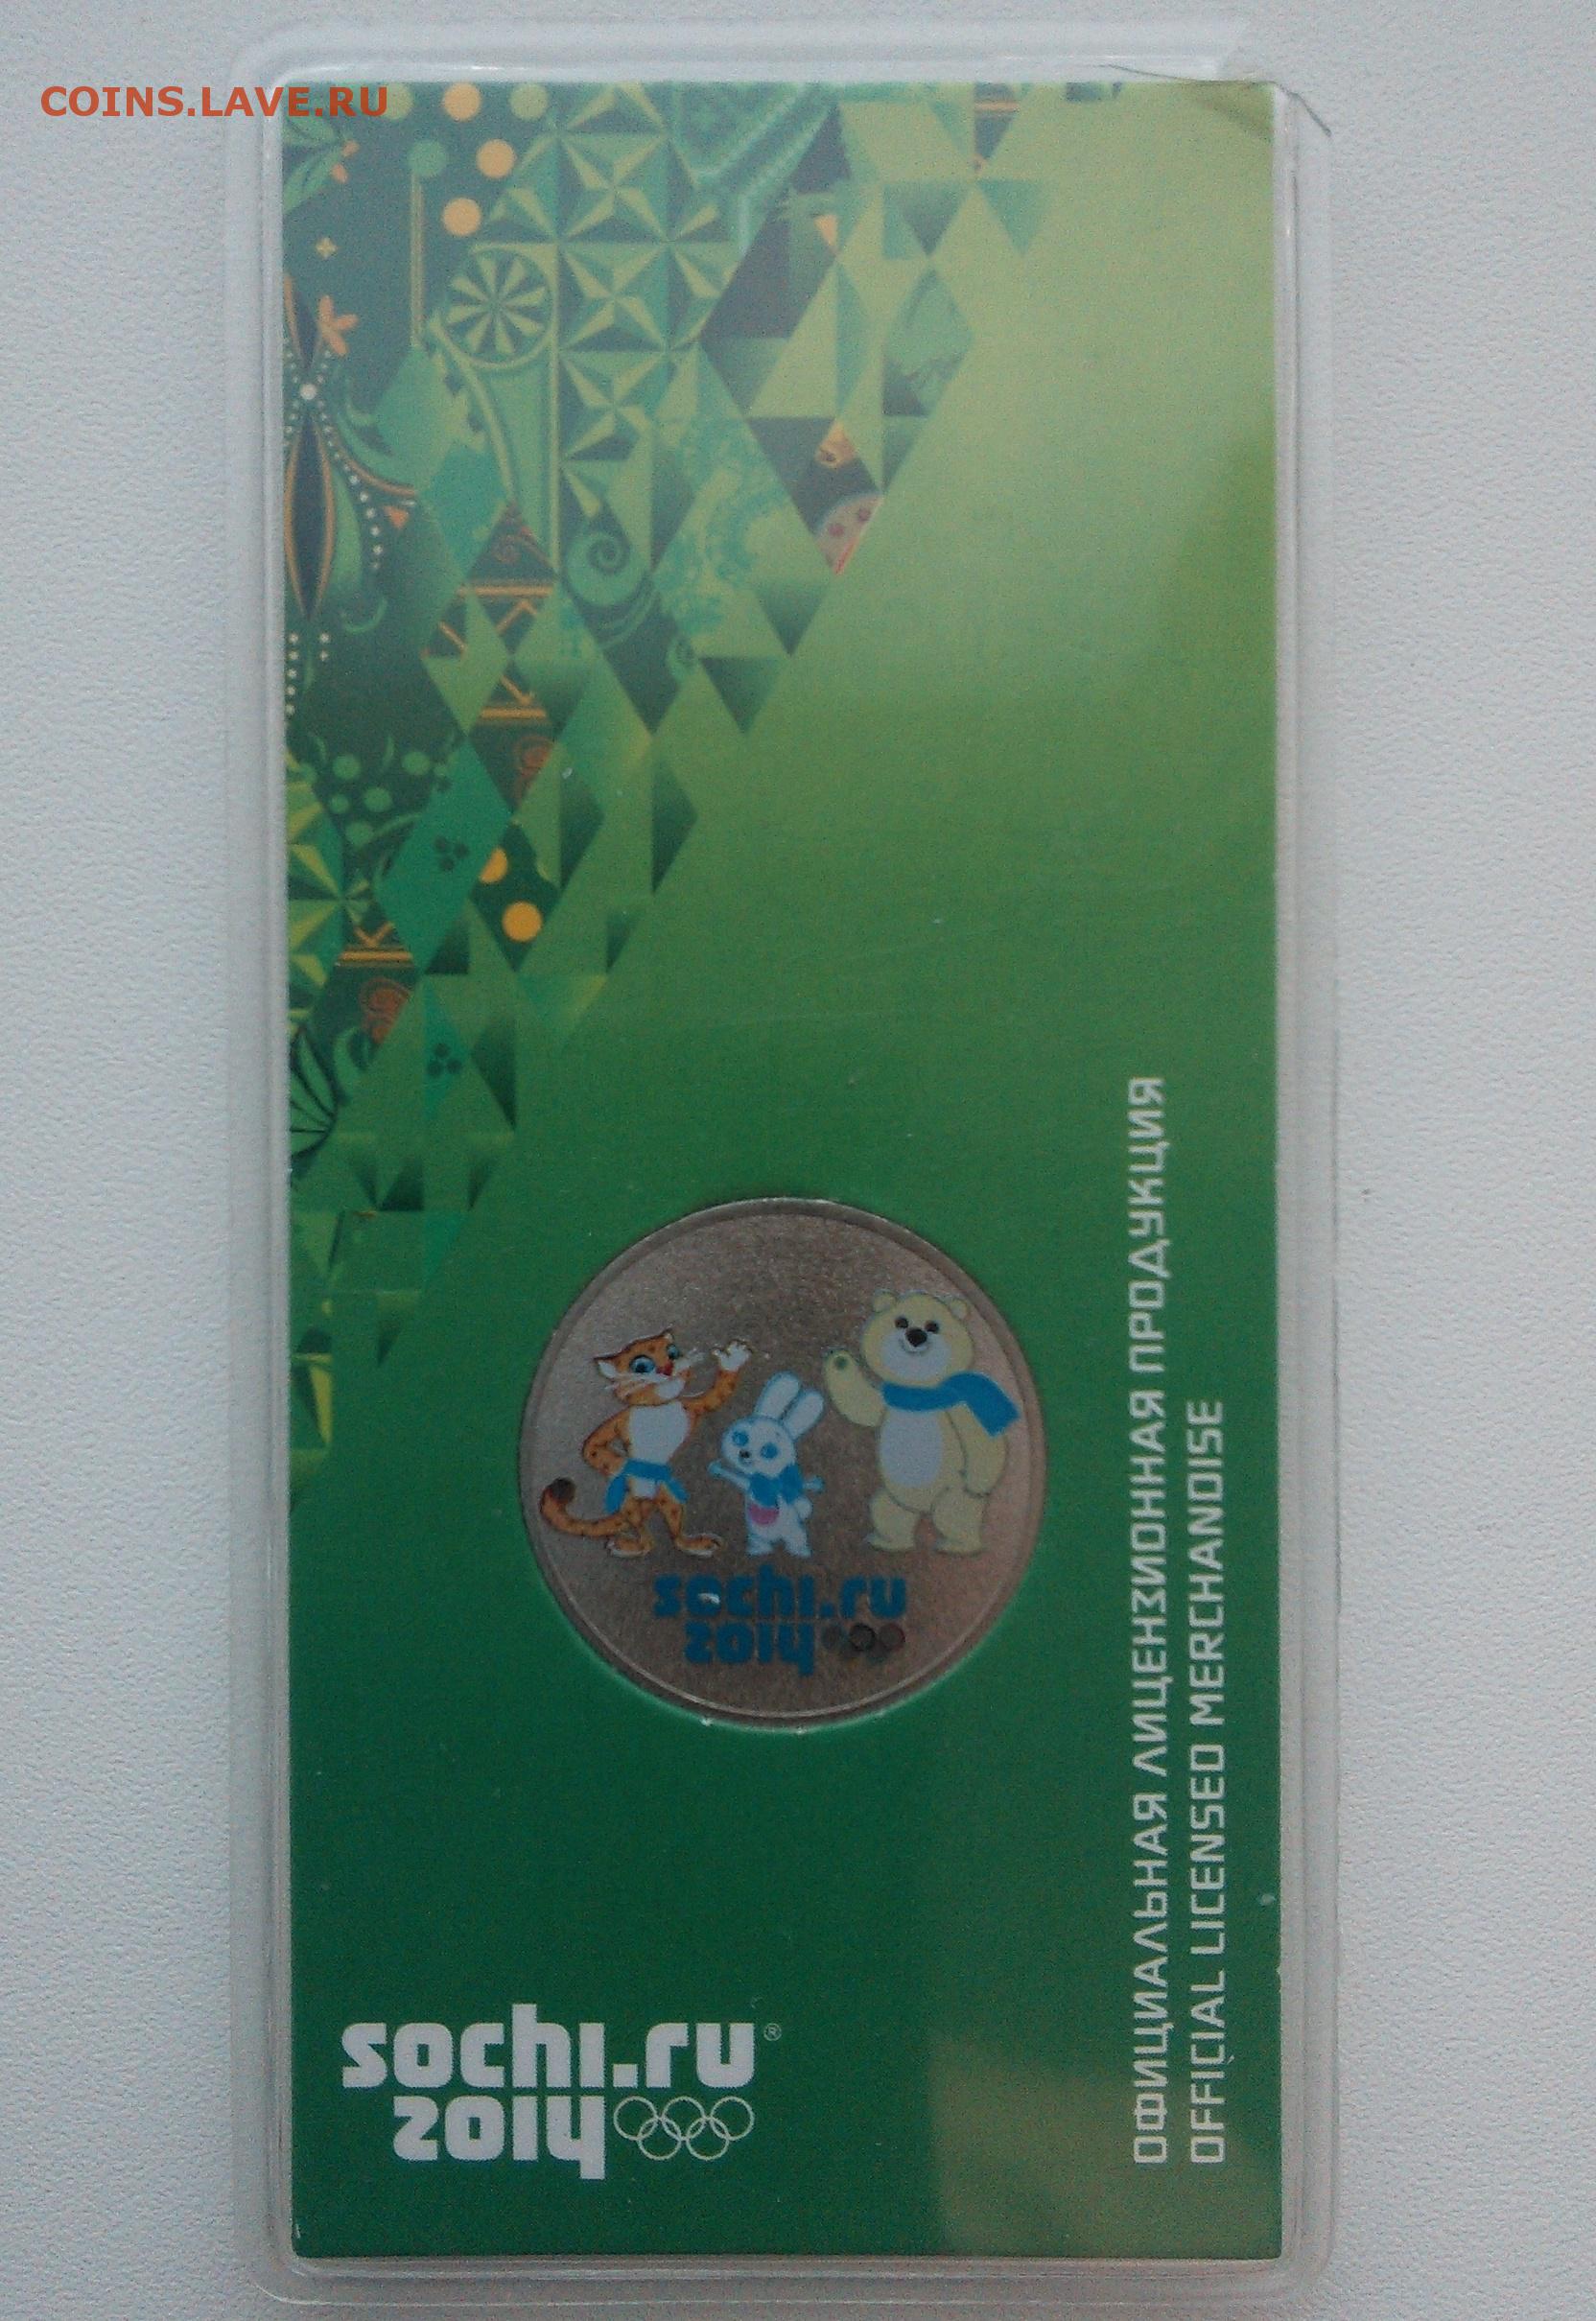 COINS.LAVE.RU
sochi.ru
2014
sochi.ru®
2014
ОФИЦИАЛЬНАЯ ЛИЦЕНЗИОННАЯ ПРОДУКЦИЯ
OFFICIAL LICENSED MERCHANDISE